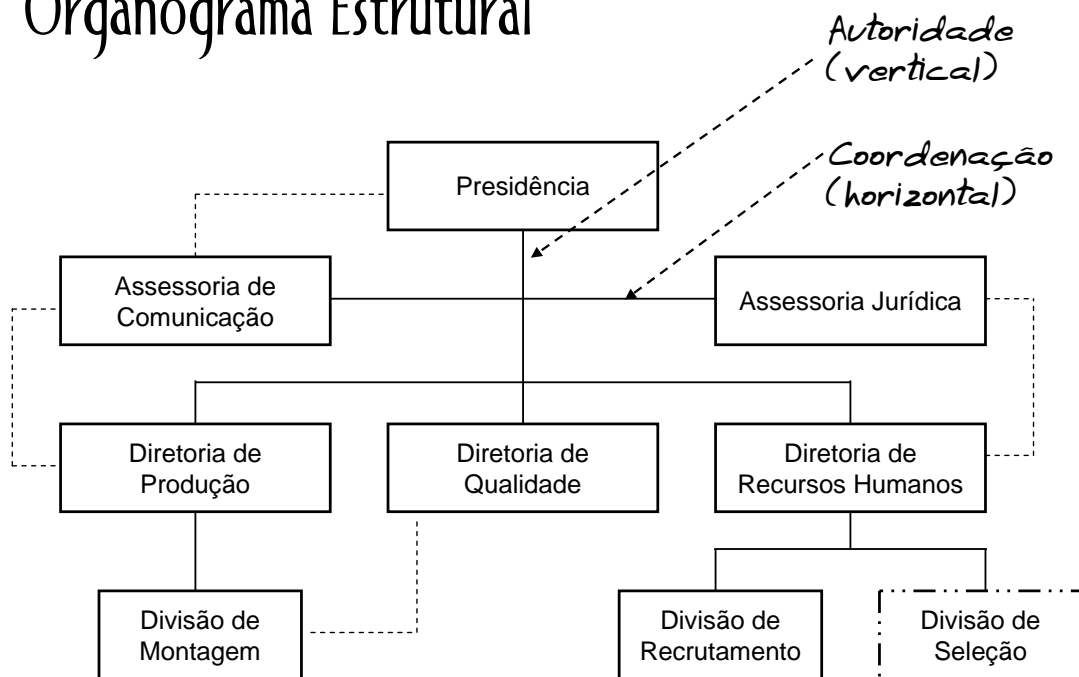 Organograma Estrutural
Autoridade
(vertical)
Coordenação
(horizontal)
Presidência
Assessoria de
Comunicação
Assessoria Jurídica
Diretoria de
Produção
Diretoria de
Qualidade
Diretoria de
Recursos Humanos
Divisão de
Montagem
Divisão de
Recrutamento
Divisão de
Seleção